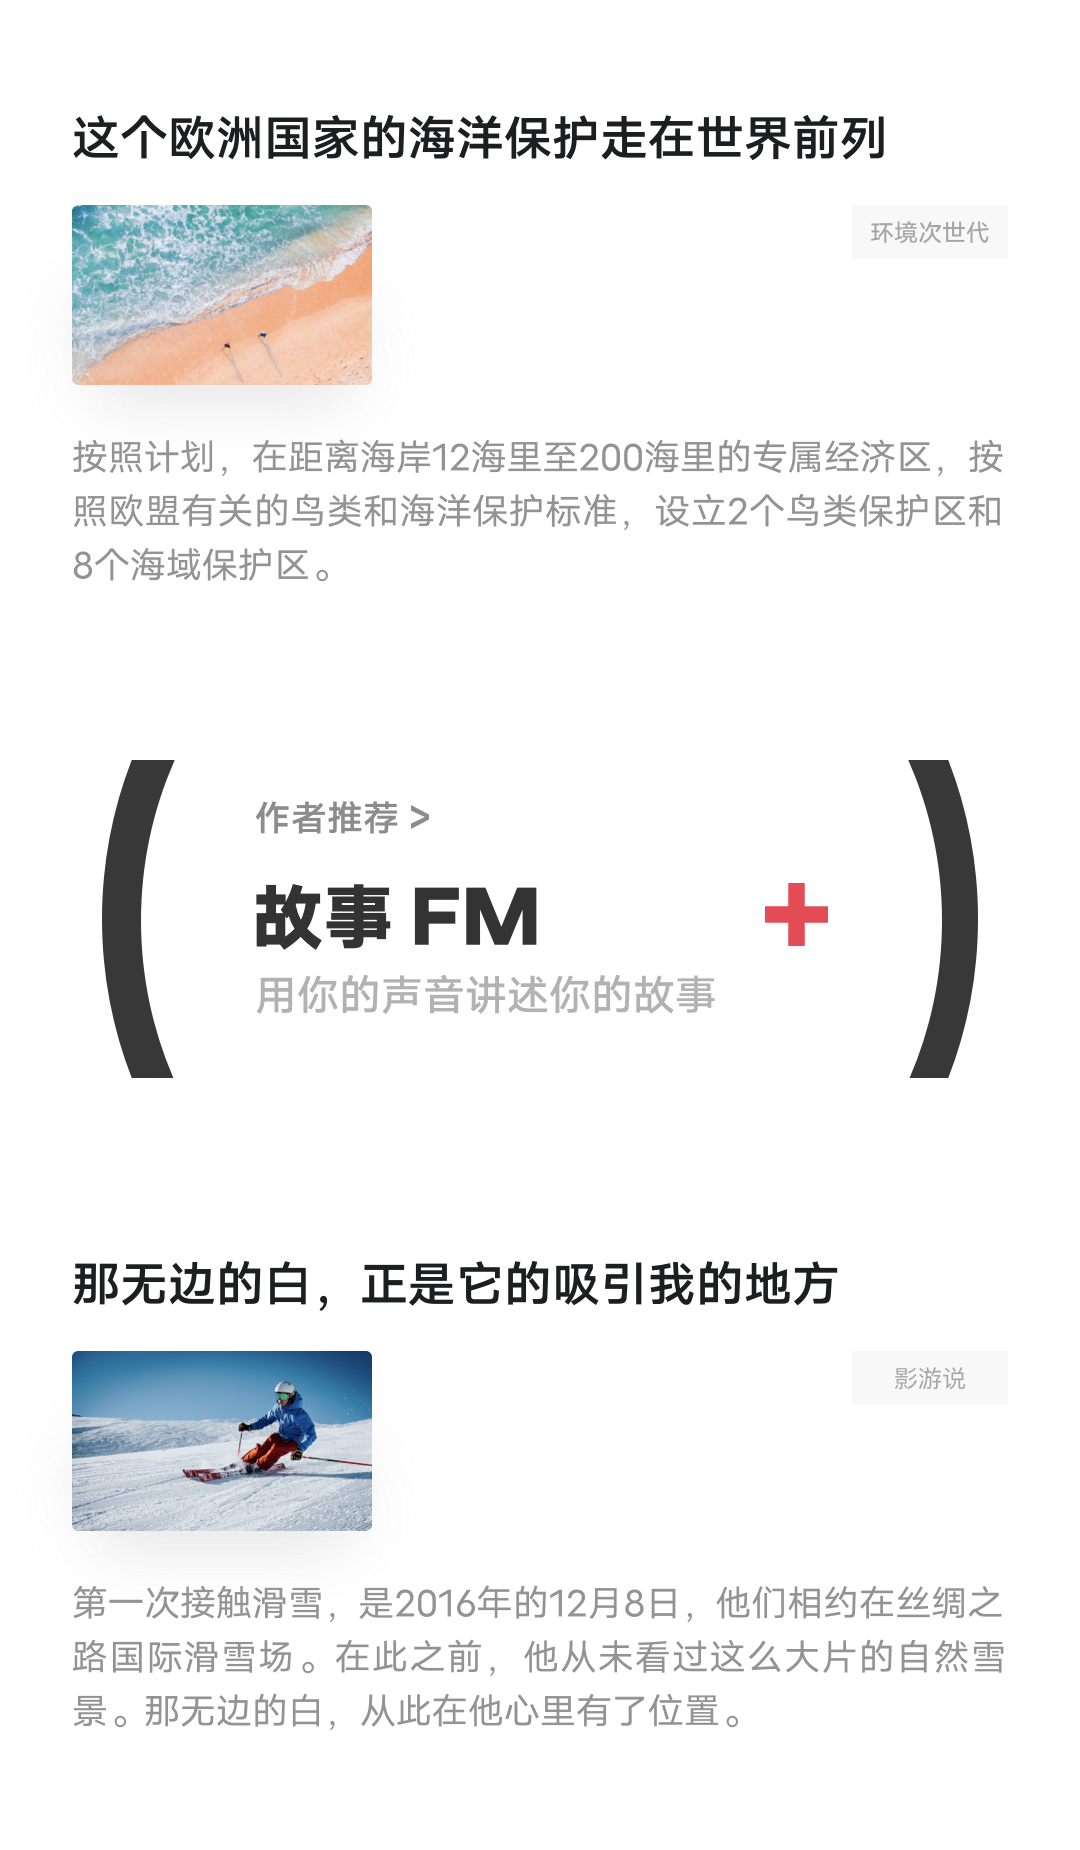 这个欧洲国家的海洋保护走在世界前列
环境次世代
按照计划，在距离海岸12海里至200海里的专属经济区，按
照欧盟有关的鸟类和海洋保护标准，设立2个鸟类保护区和
8个海域保护区。
作者推荐 >
故事 FM
用你的声音讲述你的故事
那无边的白，正是它的吸引我的地方
影游说
第一次接触滑雪，是2016年的12月8日，他们相约在丝绸之
路国际滑雪场。在此之前，他从未看过这么大片的自然雪
景。那无边的白，从此在他心里有了位置。